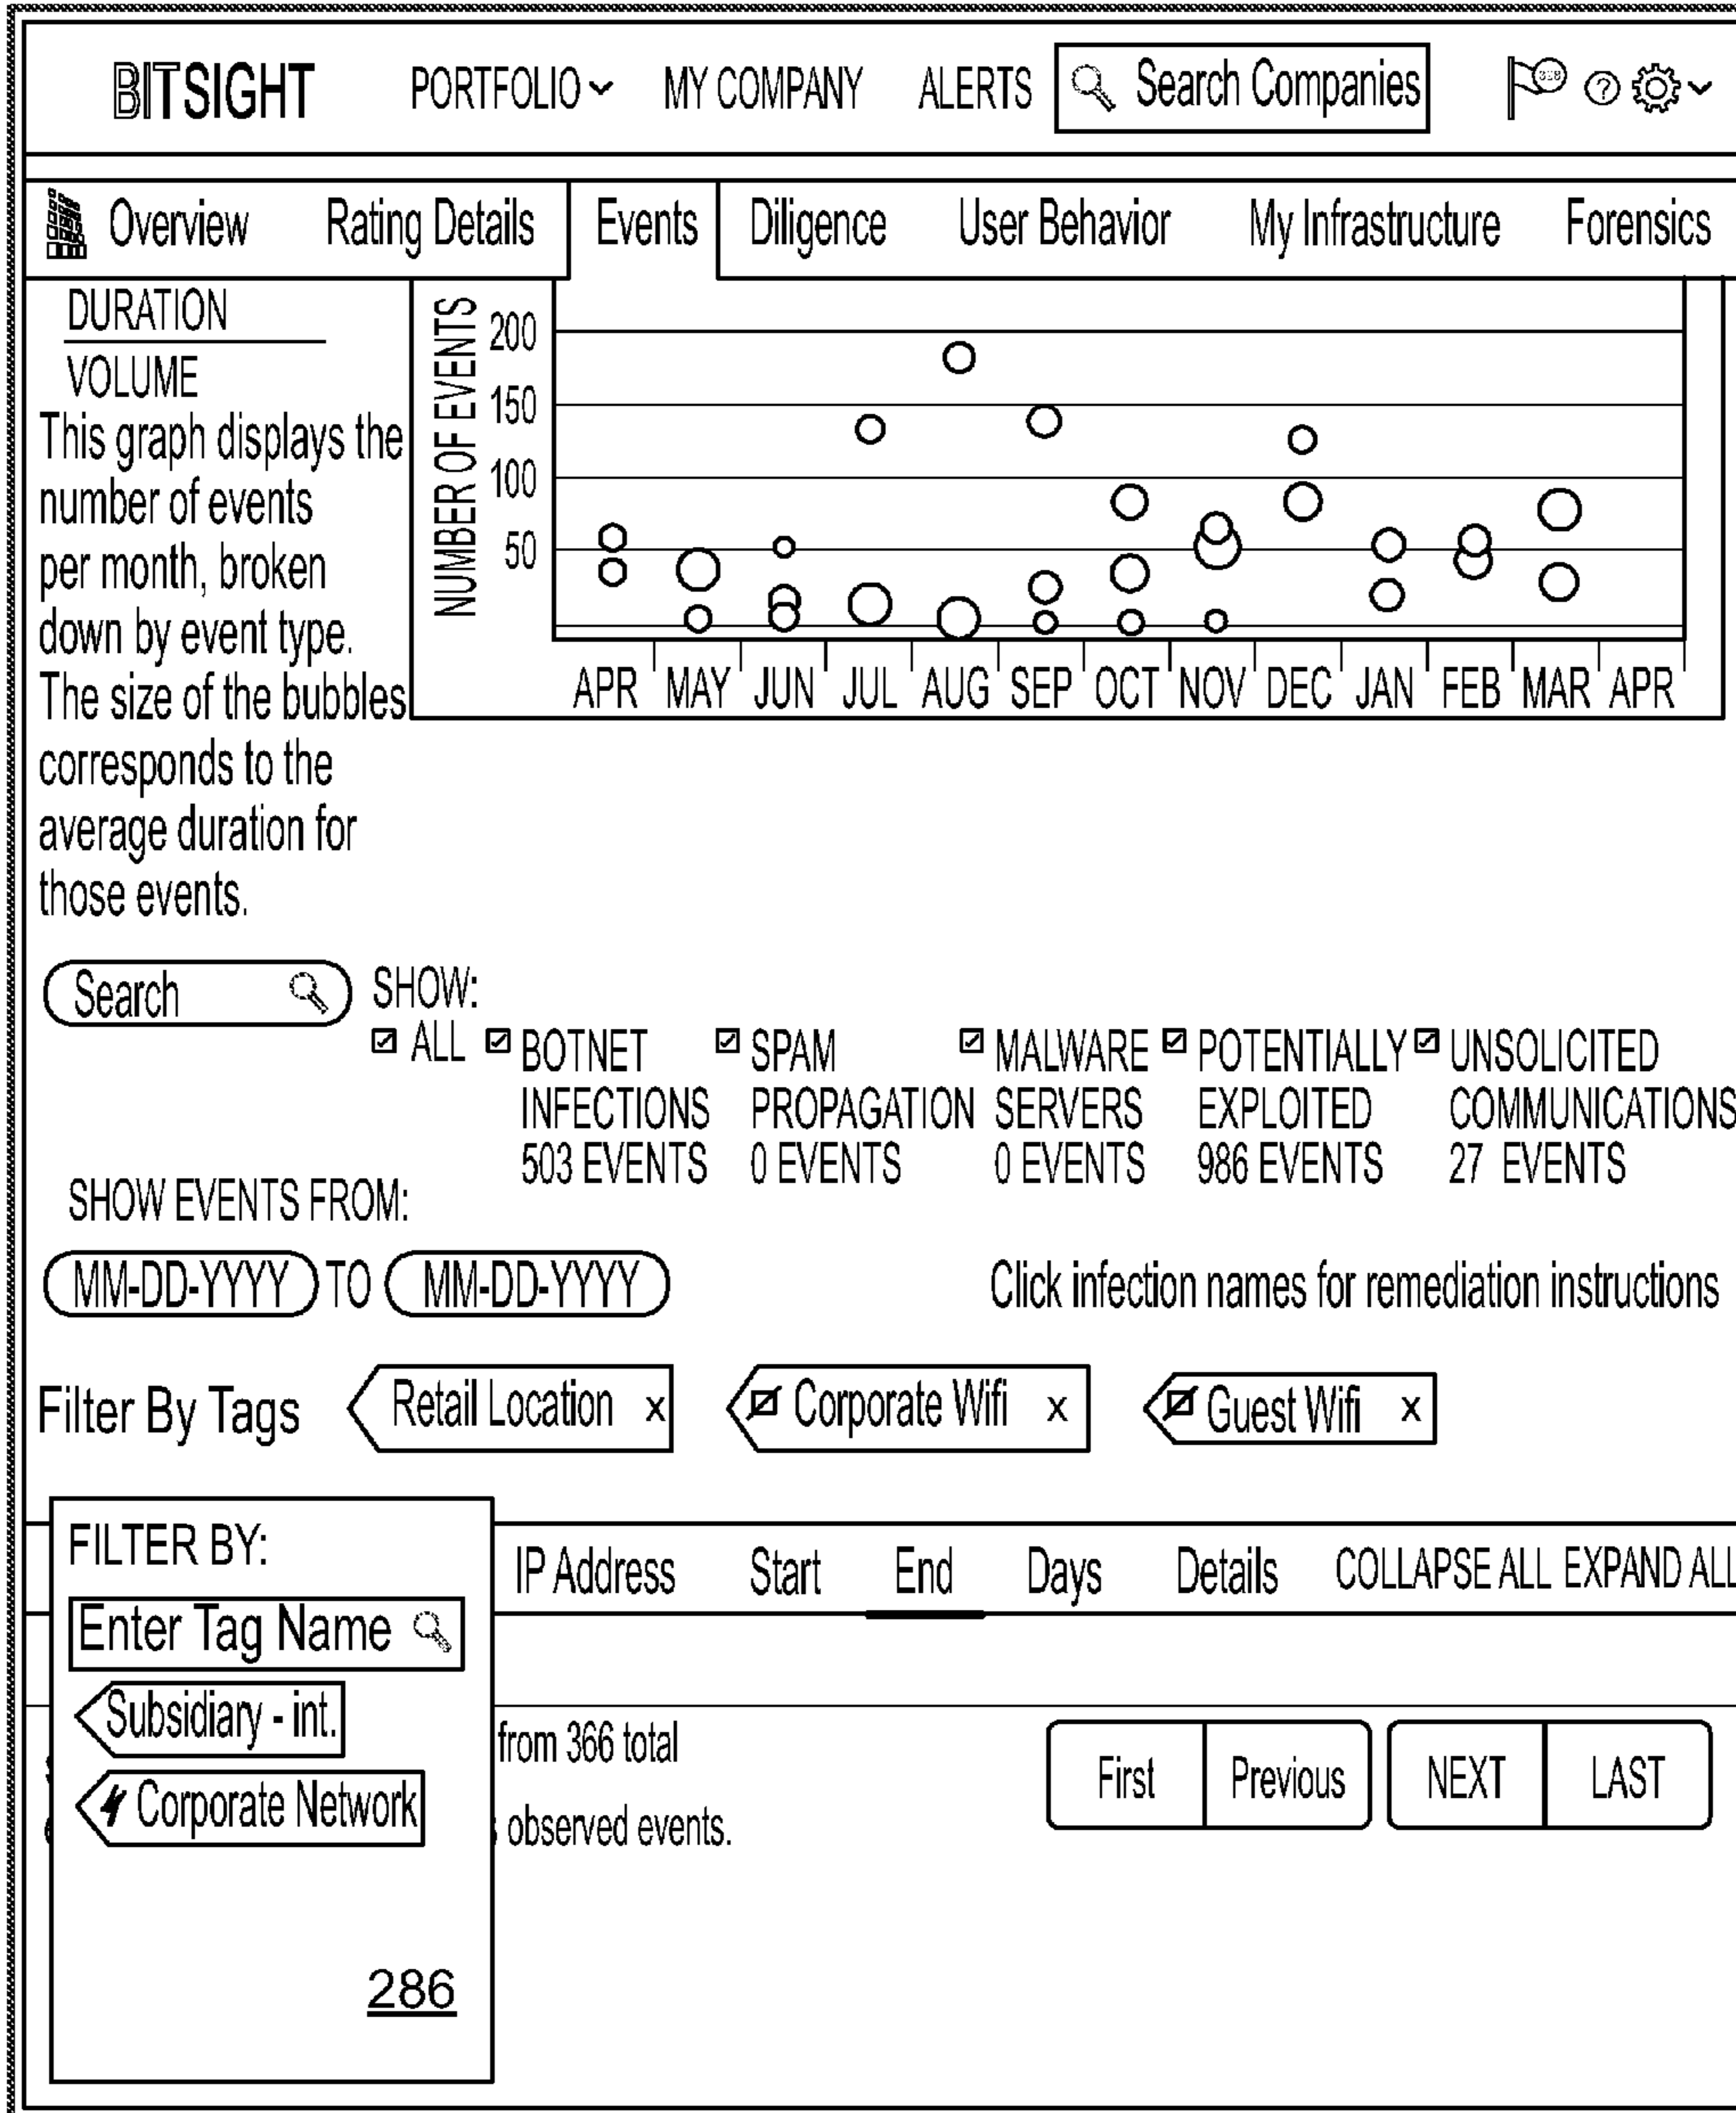 BITSIGHT PORTFOLIO MY COMPANY ALERTS Search Companies ?
Overview Rating Details Events Diligence User Behavior My Infrastructure Forensics
DURATION
VOLUME
This graph displays the
number of events
per month, broken
down by event type.
The size of the bubbles
corresponds to the
average duration for
those events.
NUMBER OF EVENTS
200
150
100
50
APR MAY JUN JUL AUG SEP OCT NOV DEC JAN FEB MAR APR
Search
SHOW:
ALL
BOTNET
INFECTIONS
503 EVENTS
SPAM
PROPAGATION
0 EVENTS
MALWARE
SERVERS
0 EVENTS
POTENTIALLY
EXPLOITED
986 EVENTS
UNSOLICITED
COMMUNICATIONS
27 EVENTS
SHOW EVENTS FROM:
MM-DD-YYYY TO MM-DD-YYYY
Click infection names for remediation instructions
Filter By Tags Retail Location x Corporate Wifi x Guest Wifi x
FILTER BY:
Enter Tag Name
Subsidiary - int.
Corporate Network
286
IP Address Start End Days Details COLLAPSE ALL EXPAND ALL
from 366 total
observed events.
First Previous NEXT LAST